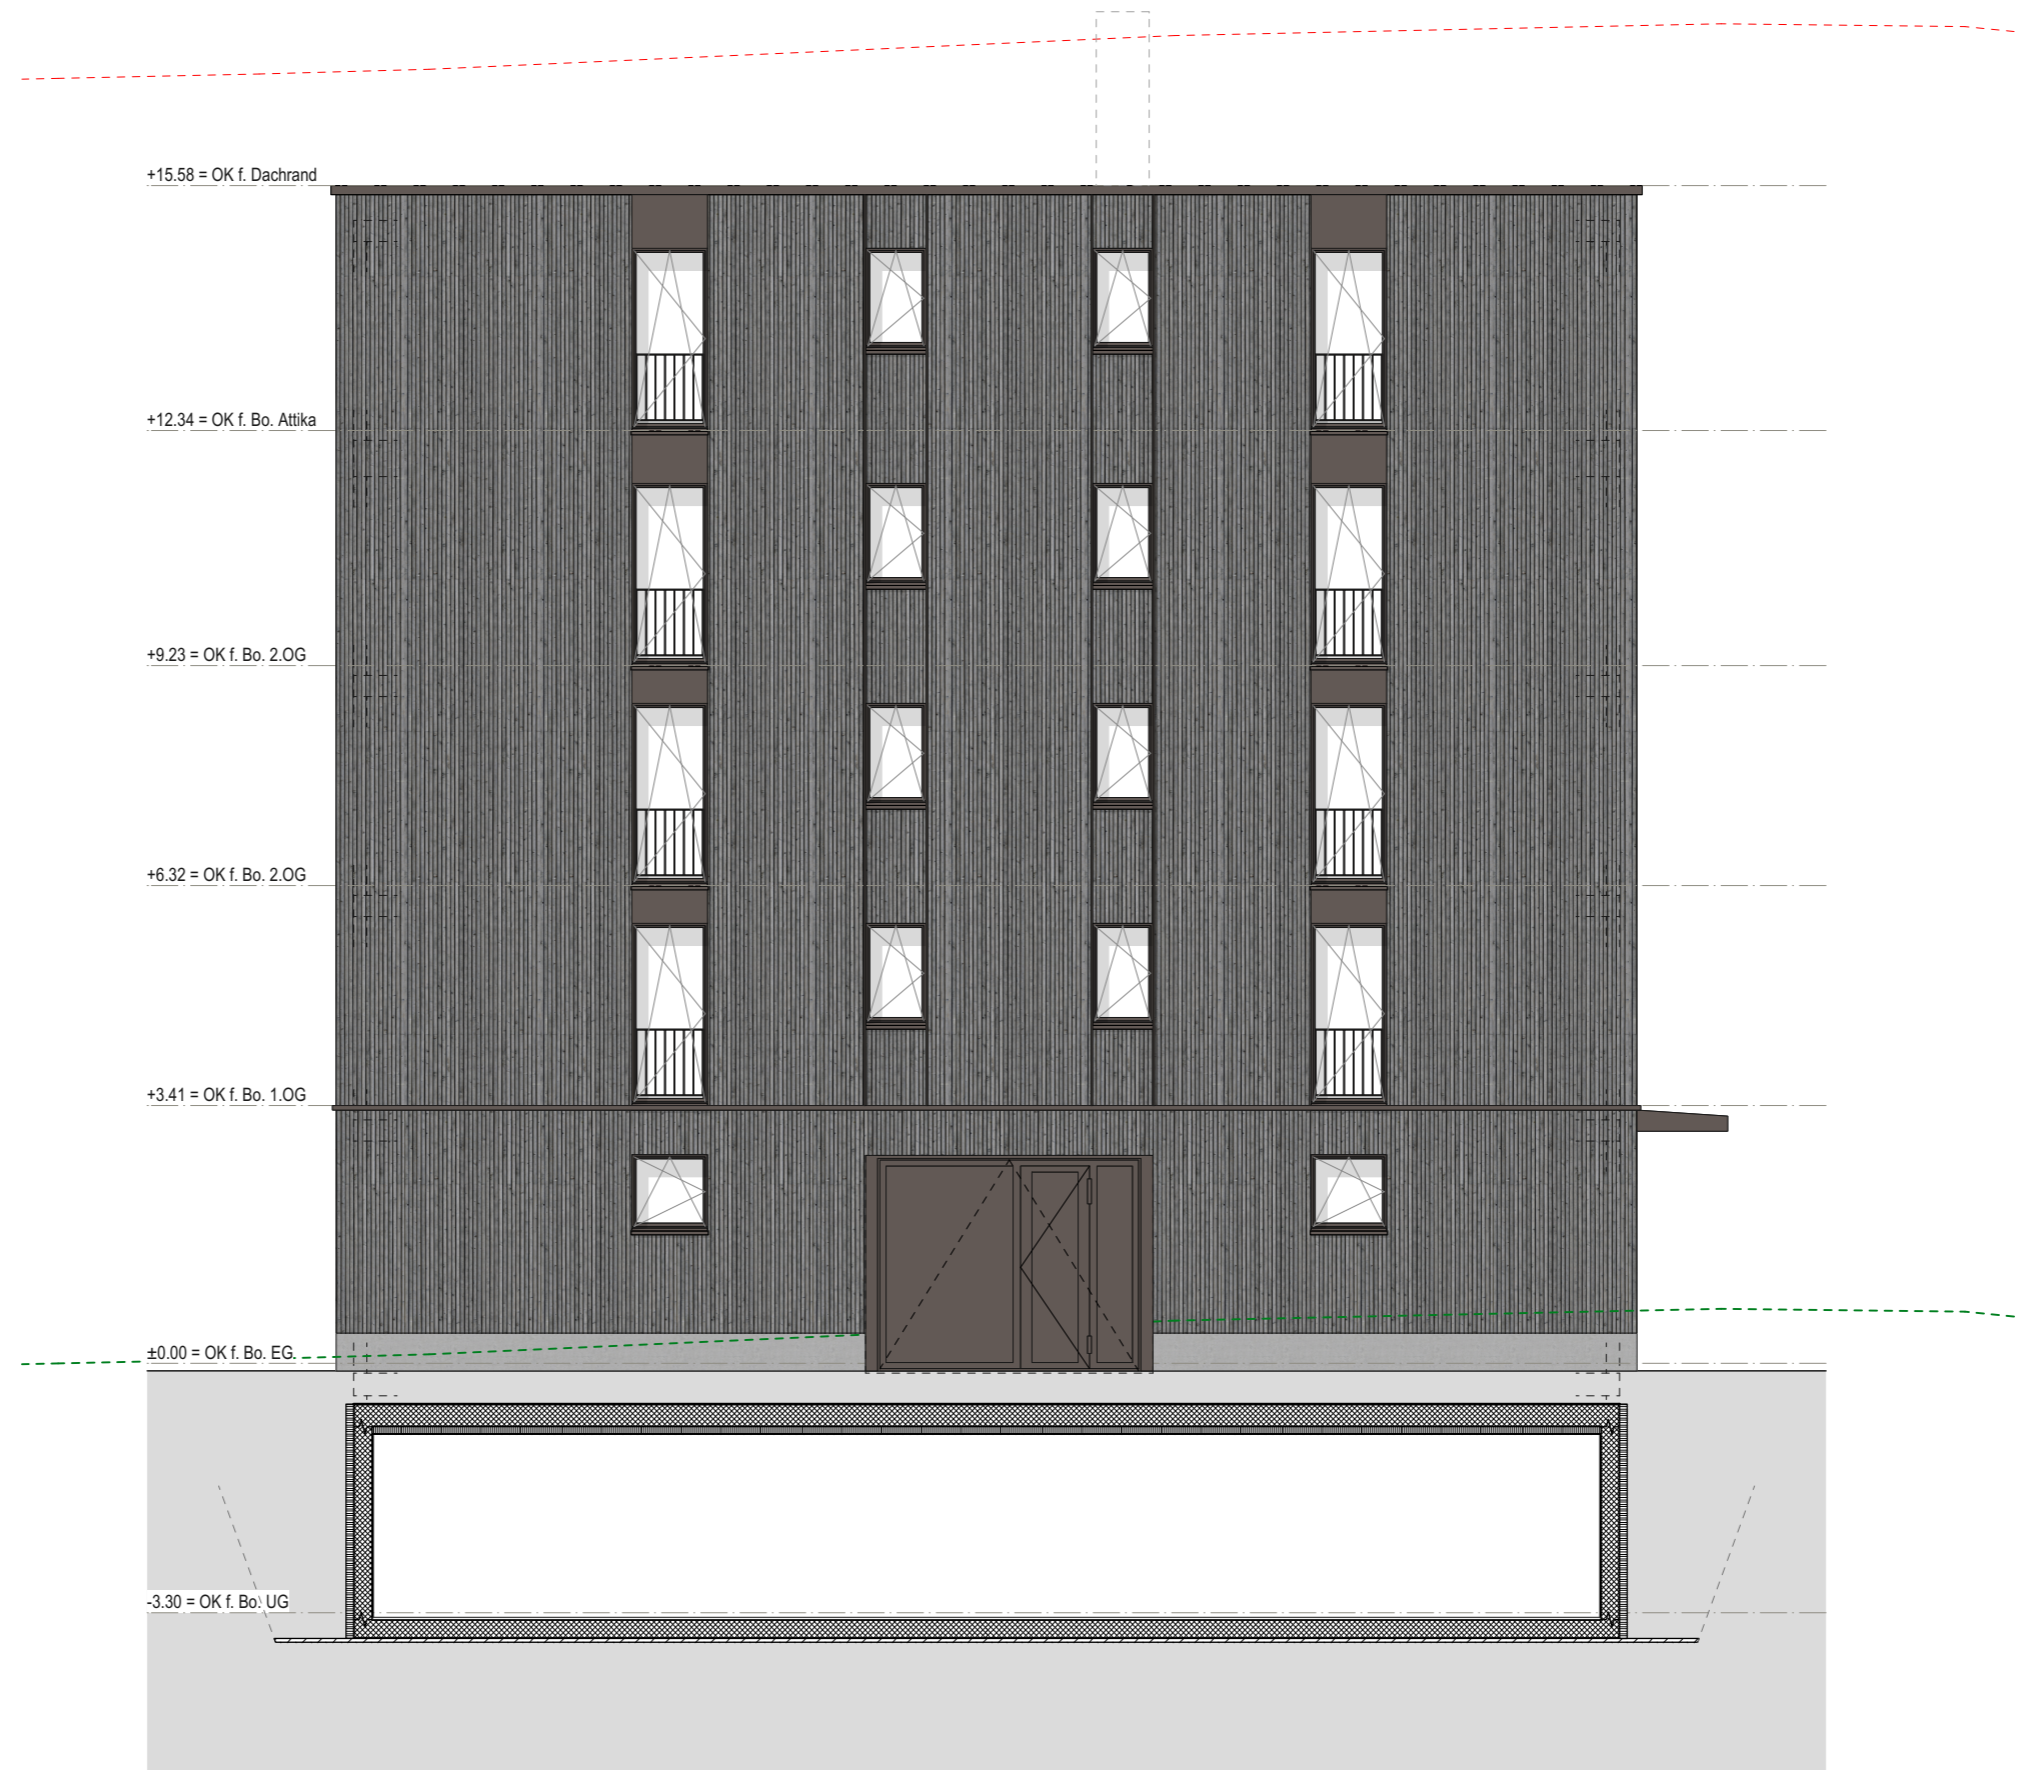 +15.58 = OK f. Dachrand
+12.34 = OK f. Bo. Attika
+9.23 = OK f. Bo. 2.OG
+6.32 = OK f. Bo. 2.OG
+3.41 = OK f. Bo. 1.OG
±0.00 = OK f. Bo. EG
-3.30 = OK f. Bo. UG